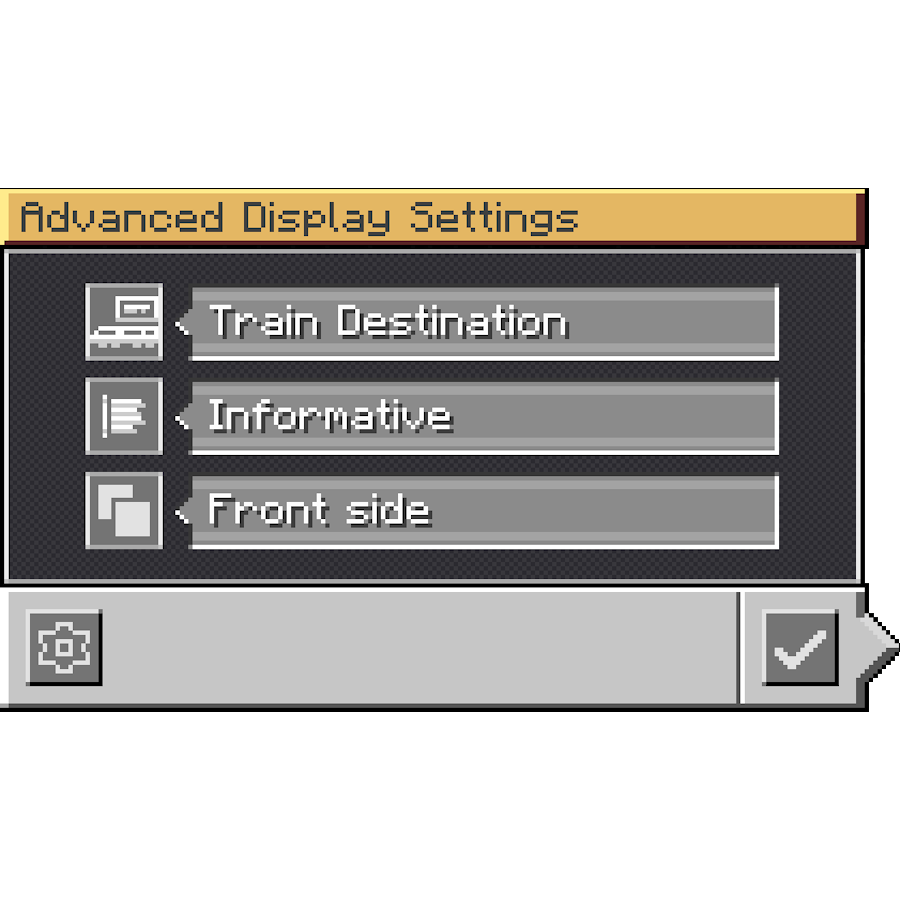 Advanced Display Settings
Train Destination
Informative
Front side